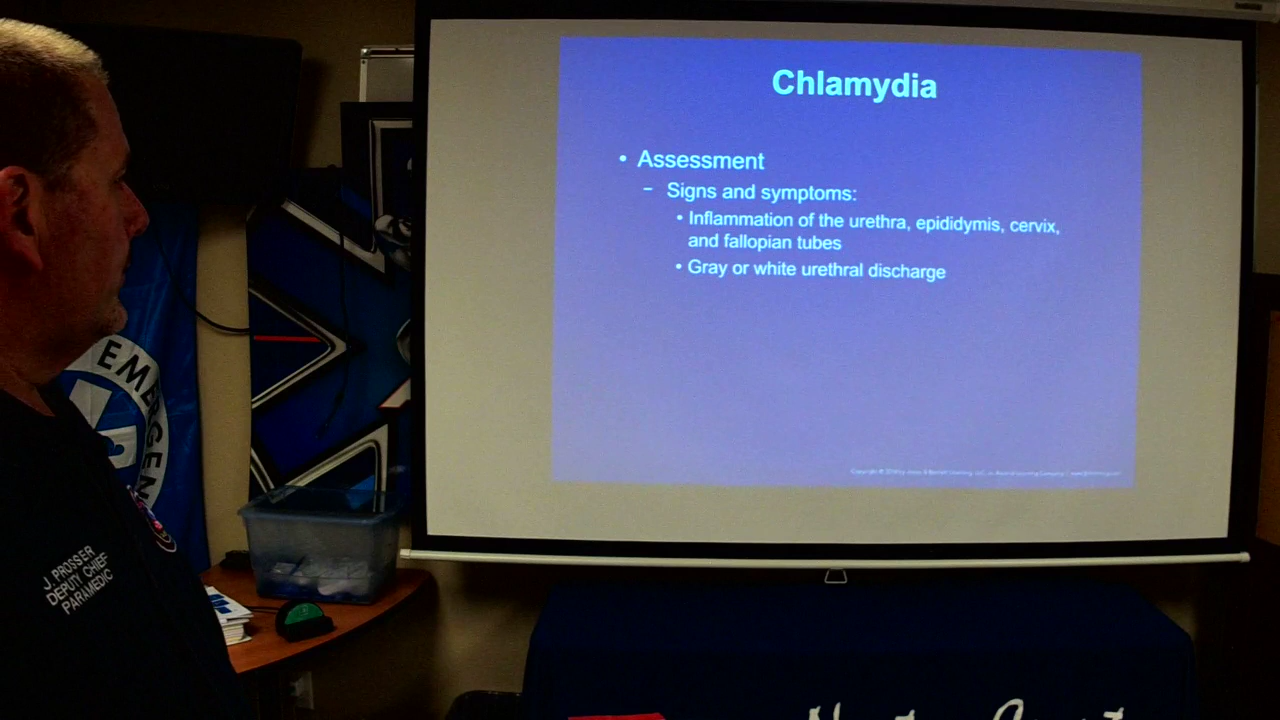 Chlamydia
• Assessment
– Signs and symptoms:
• Inflammation of the urethra, epididymis, cervix,
and fallopian tubes
• Gray or white urethral discharge
EMERGEN
J. PROSSER
DEPUTY CHIEF
PARAMEDIC